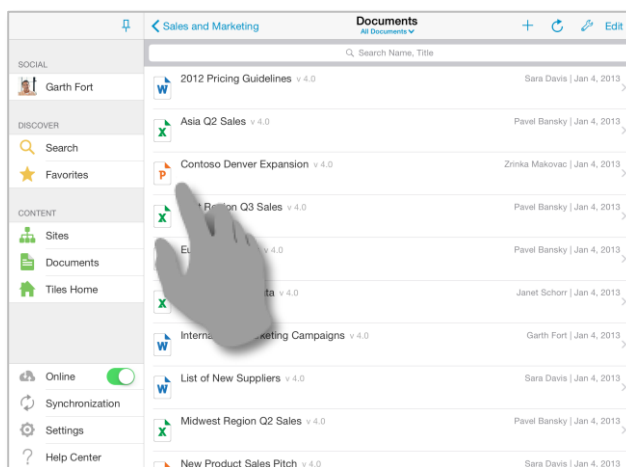 Sales and Marketing
Documents
All Documents
Edit
Search Name, Title
SOCIAL
Garth Fort
DISCOVER
Search
Favorites
CONTENT
Sites
Documents
Tiles Home
Online
Synchronization
Settings
Help Center
2012 Pricing Guidelines v 4.0
Sara Davis | Jan 4, 2013
Asia Q2 Sales v 4.0
Pavel Bansky | Jan 4, 2013
Contoso Denver Expansion v 4.0
Zrinka Makovac | Jan 4, 2013
Region Q3 Sales v 4.0
Pavel Bansky | Jan 4, 2013
v 4.0
Pavel Bansky | Jan 4, 2013
v 4.0
Janet Schorr | Jan 4, 2013
Campaigns v 4.0
Garth Fort | Jan 4, 2013
List of New Suppliers v 4.0
Sara Davis | Jan 4, 2013
Midwest Region Q2 Sales v 4.0
Pavel Bansky | Jan 4, 2013
New Product Sales Pitch v 4.0
Sara Davis | Jan 4, 2013